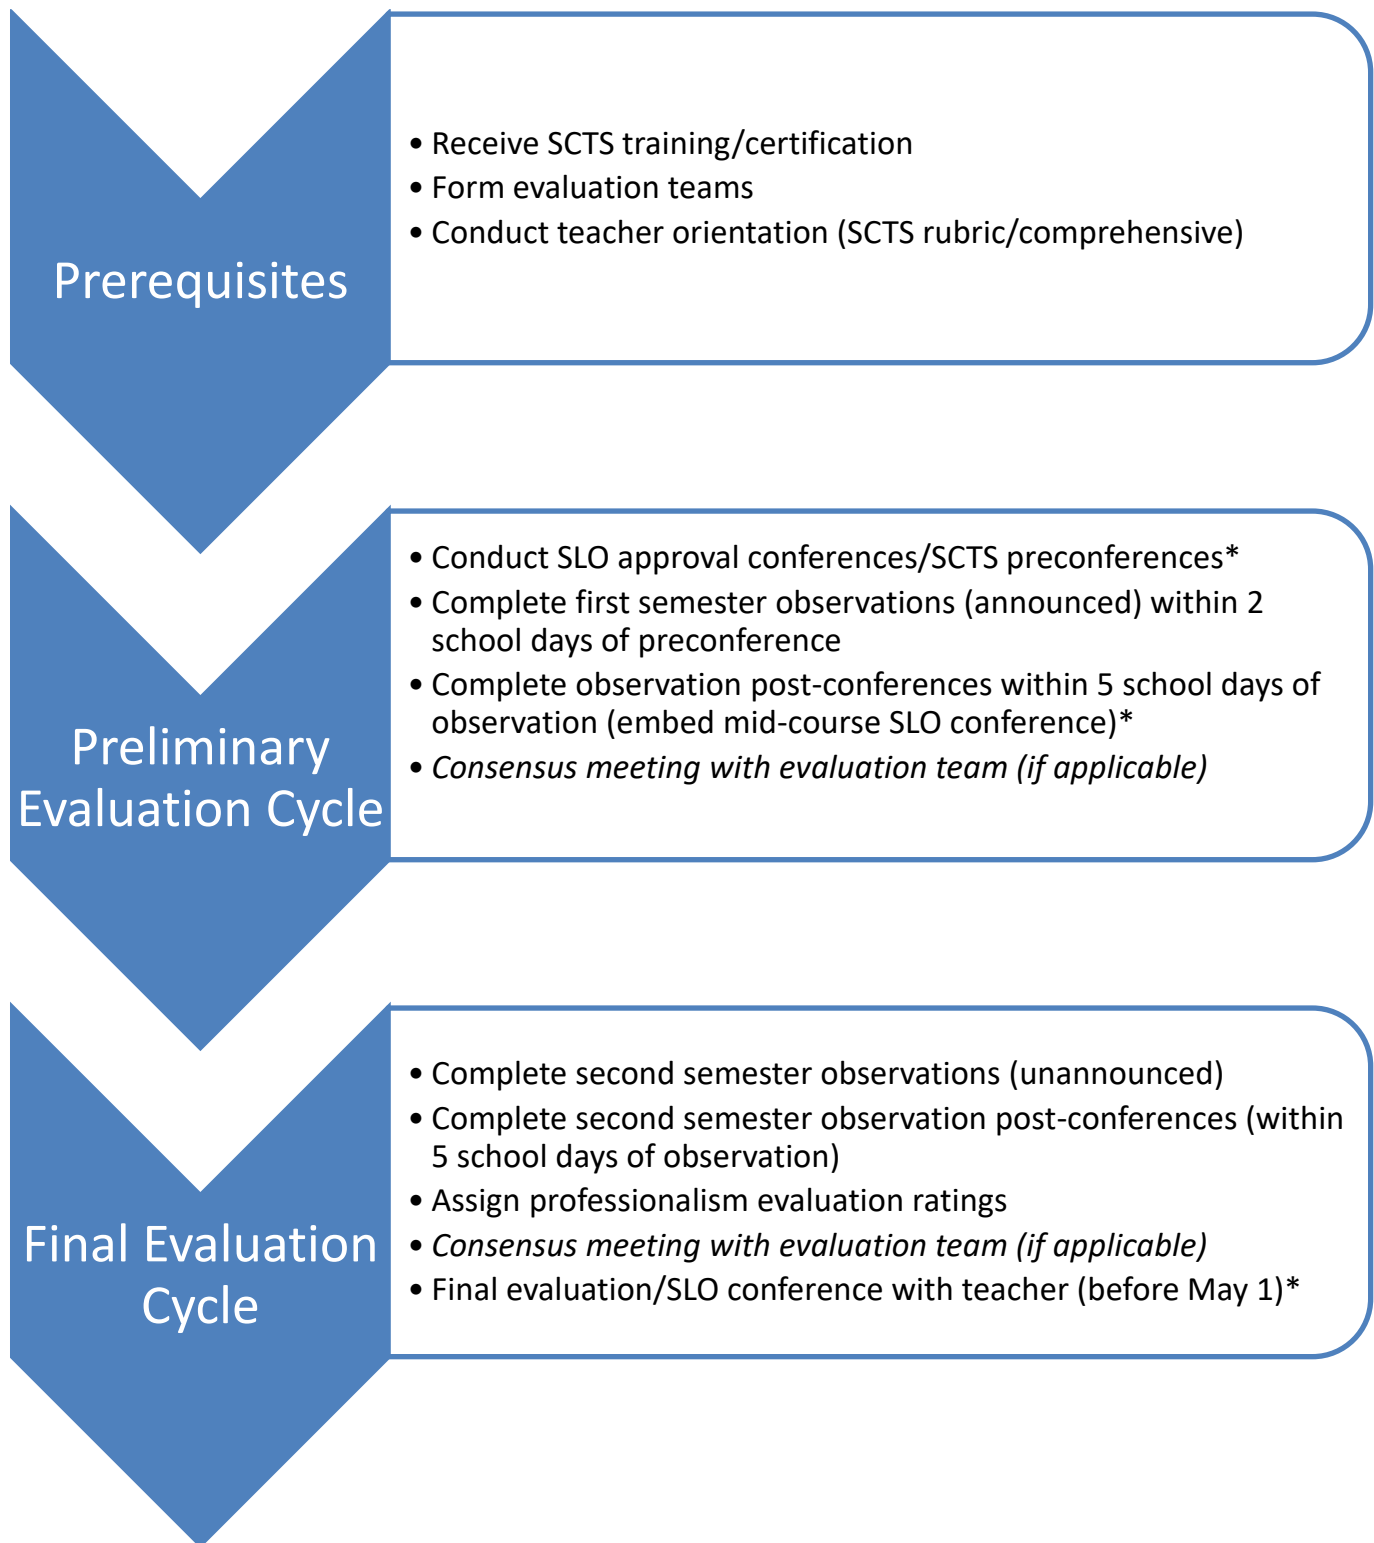 Prerequisites
• Receive SCTS training/certification
• Form evaluation teams
• Conduct teacher orientation (SCTS rubric/comprehensive)
Preliminary
Evaluation Cycle
• Conduct SLO approval conferences/SCTS preconferences*
• Complete first semester observations (announced) within 2
school days of preconference
• Complete observation post-conferences within 5 school days of
observation (embed mid-course SLO conference)*
• Consensus meeting with evaluation team (if applicable)
Final Evaluation
Cycle
• Complete second semester observations (unannounced)
• Complete second semester observation post-conferences (within
5 school days of observation)
• Assign professionalism evaluation ratings
• Consensus meeting with evaluation team (if applicable)
• Final evaluation/SLO conference with teacher (before May 1)*